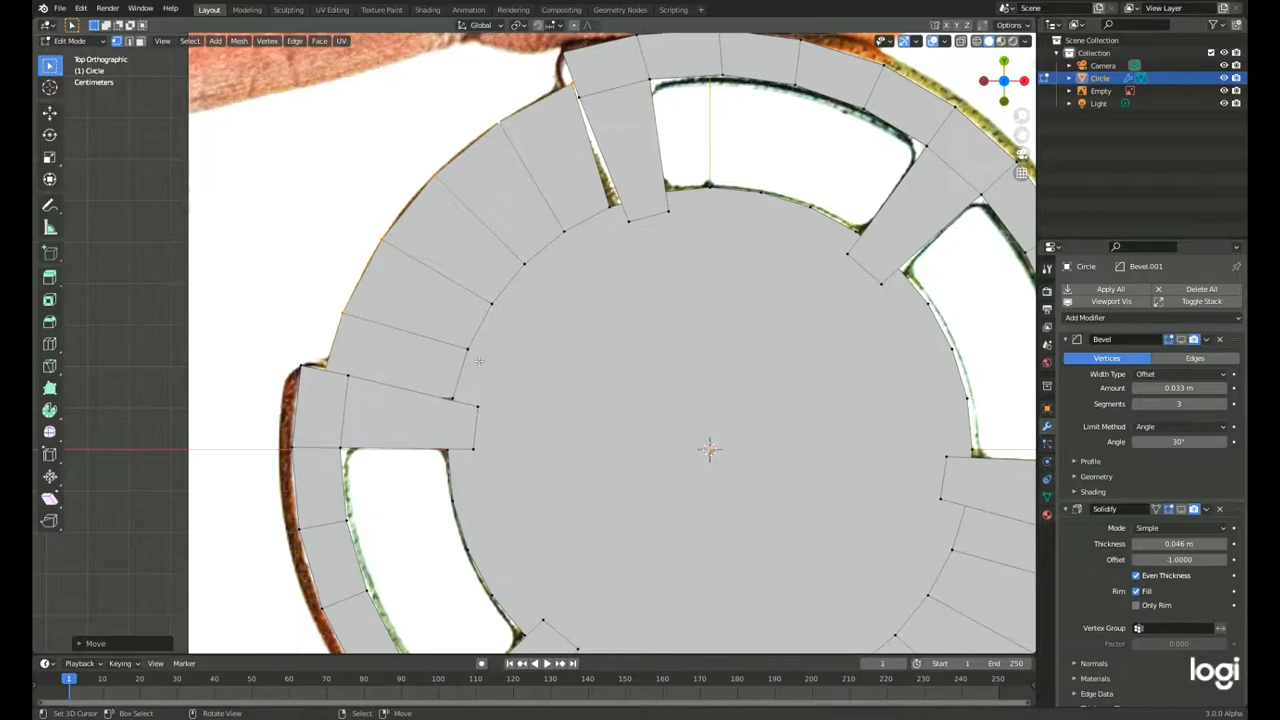 File Edit Render Window Help Layout Modeling Sculpting UV Editing Texture Paint Shading Animation Rendering Compositing Geometry Nodes Scripting + Scene View Layer
Global X Y Z Options
Edit Mode View Select Add Mesh Vertex Edge Face UV
Top Orthographic
(1) Circle
Centimeters
Scene Collection
Collection
Camera
Circle
Empty
Light
Circle Bevel.001
Apply All Delete All
Viewport Vis Toggle Stack
Add Modifier
Bevel
Vertices Edges
Width Type Offset
Amount 0.033 m
Segments 3
Limit Method Angle
Angle 30°
Profile
Geometry
Shading
Solidify
Mode Simple
Thickness 0.046 m
Offset -1.0000
Even Thickness
Rim Fill
Only Rim
Vertex Group
Factor 0.000
Normals
Materials
Edge Data
Move
Playback Keying View Marker 1 Start 1 End 250
1 10 20 30 40 50 60 70 80 90 100 110 120 130 140 150 160 170 180 190 200 210 220 230 240 250
Set 3D Cursor Box Select Rotate View Select Move 3.0.0 Alpha
logi